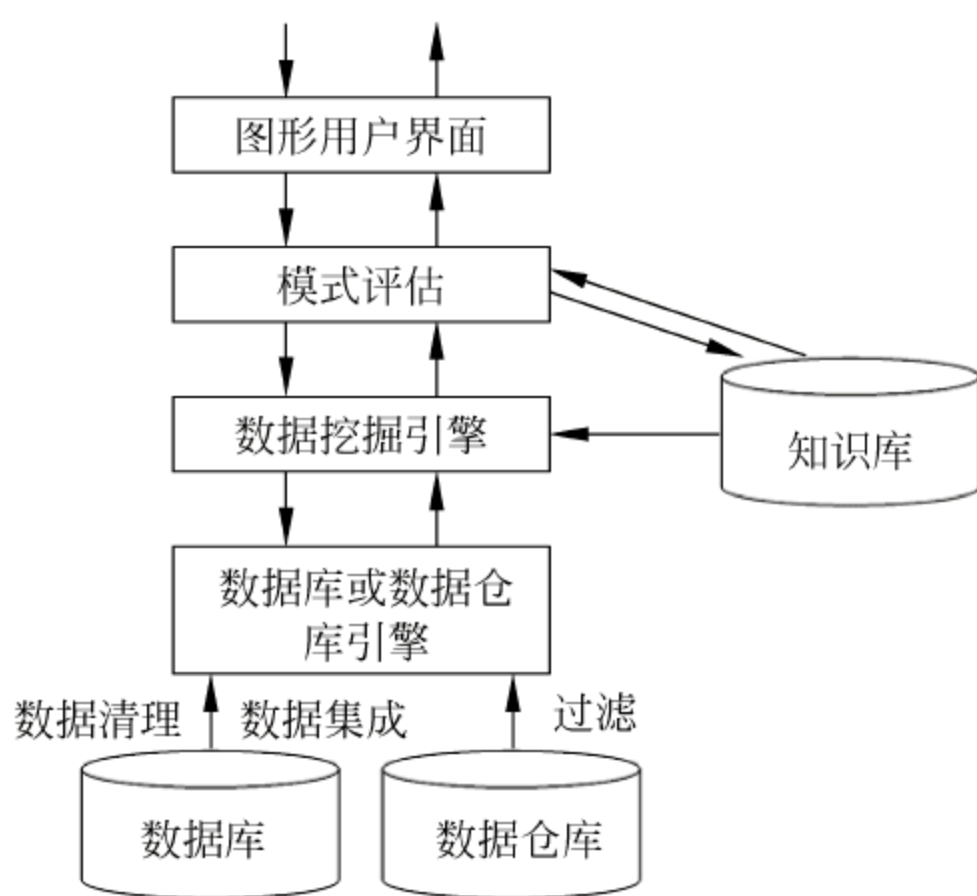 图形用户界面
模式评估
数据挖掘引擎
知识库
数据库或数据仓
库引擎
数据清理
数据集成
过滤
数据库
数据仓库